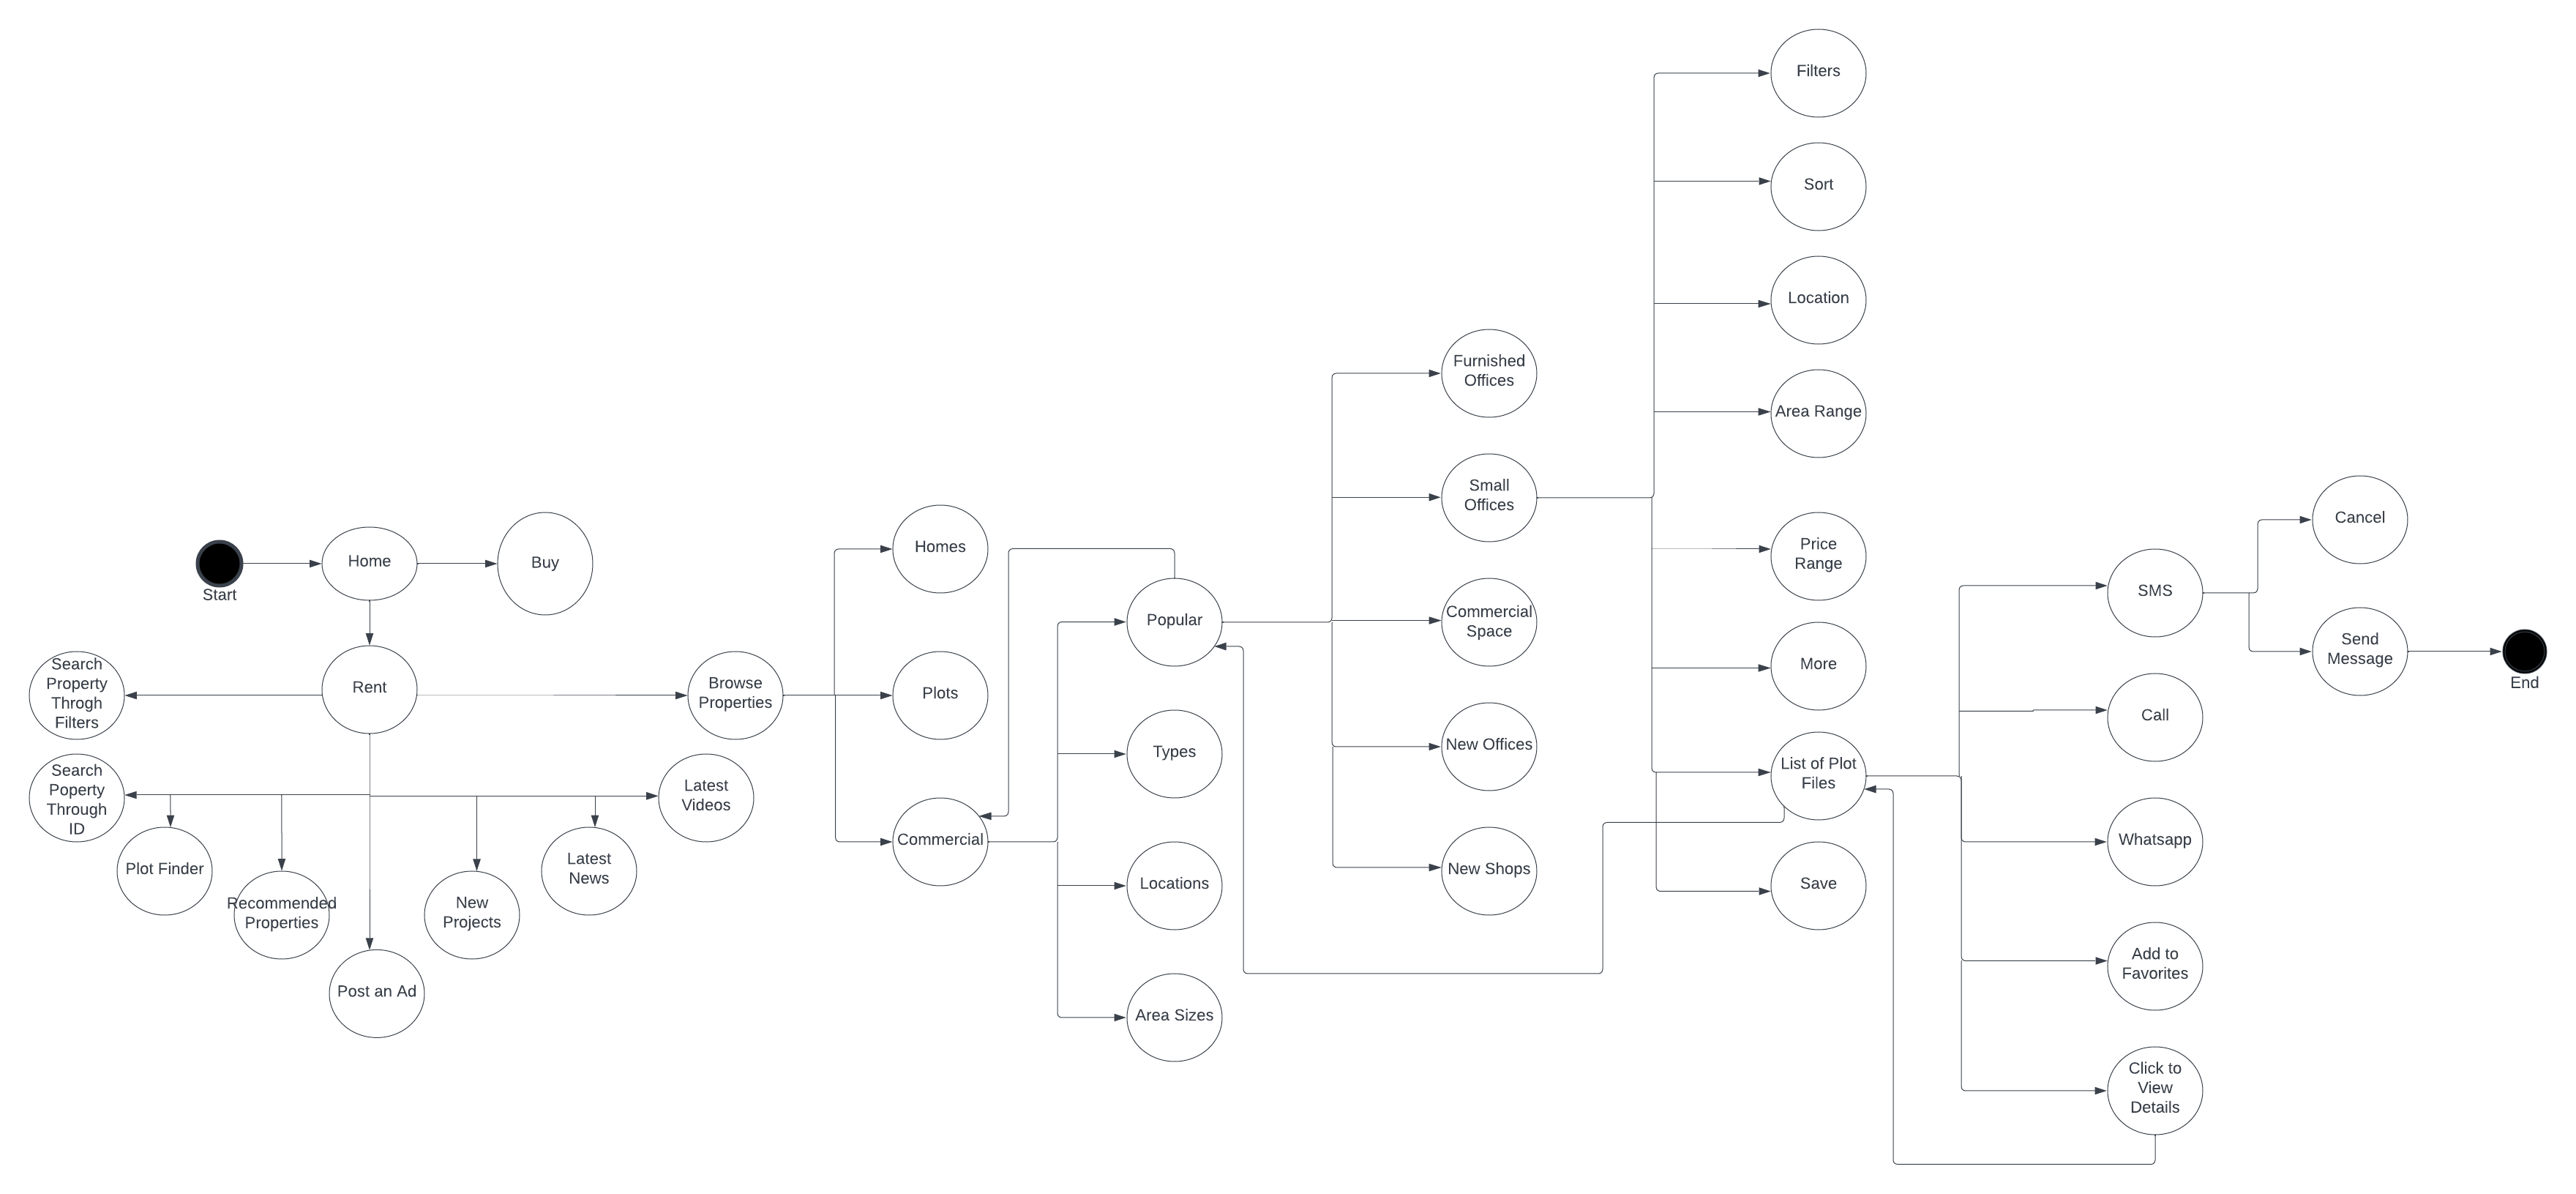 Start
Home
Buy
Rent
Search
Property
Throgh
Filters
Search
Poperty
Through
ID
Plot Finder
Recommended
Properties
Post an Ad
New
Projects
Latest
News
Latest
Videos
Browse
Properties
Homes
Plots
Commercial
Popular
Types
Locations
Area Sizes
Furnished
Offices
Small
Offices
Commercial
Space
New Offices
New Shops
Filters
Sort
Location
Area Range
Price
Range
More
List of Plot
Files
Save
SMS
Call
Whatsapp
Add to
Favorites
Click to
View
Details
Cancel
Send
Message
End